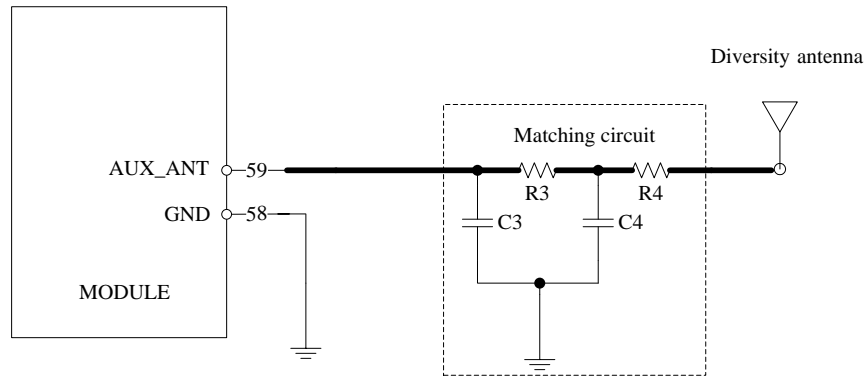 Diversity antenna
Matching circuit
AUX_ANT
59
R3
R4
GND
58
C3
C4
MODULE